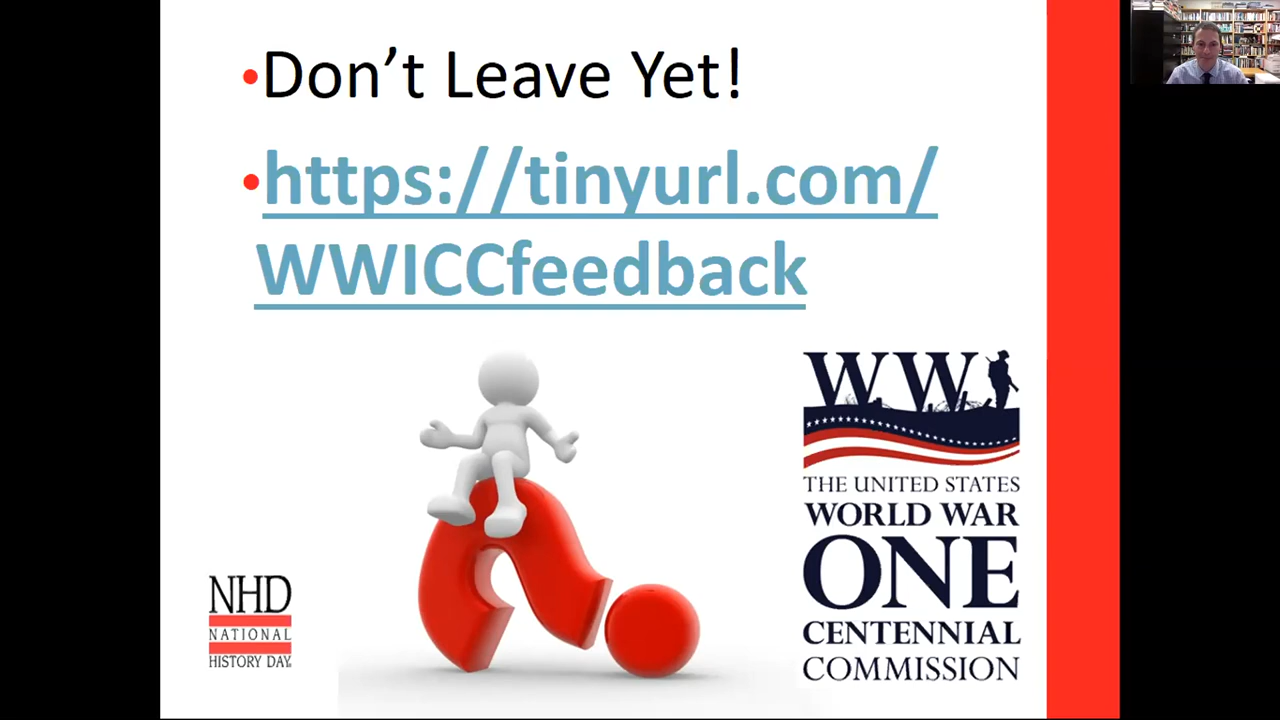 •Don’t Leave Yet!
•https://tinyurl.com/
WWICCfeedback
WW1
THE UNITED STATES
WORLD WAR
ONE
CENTENNIAL
COMMISSION
NHD
NATIONAL
HISTORY DAY